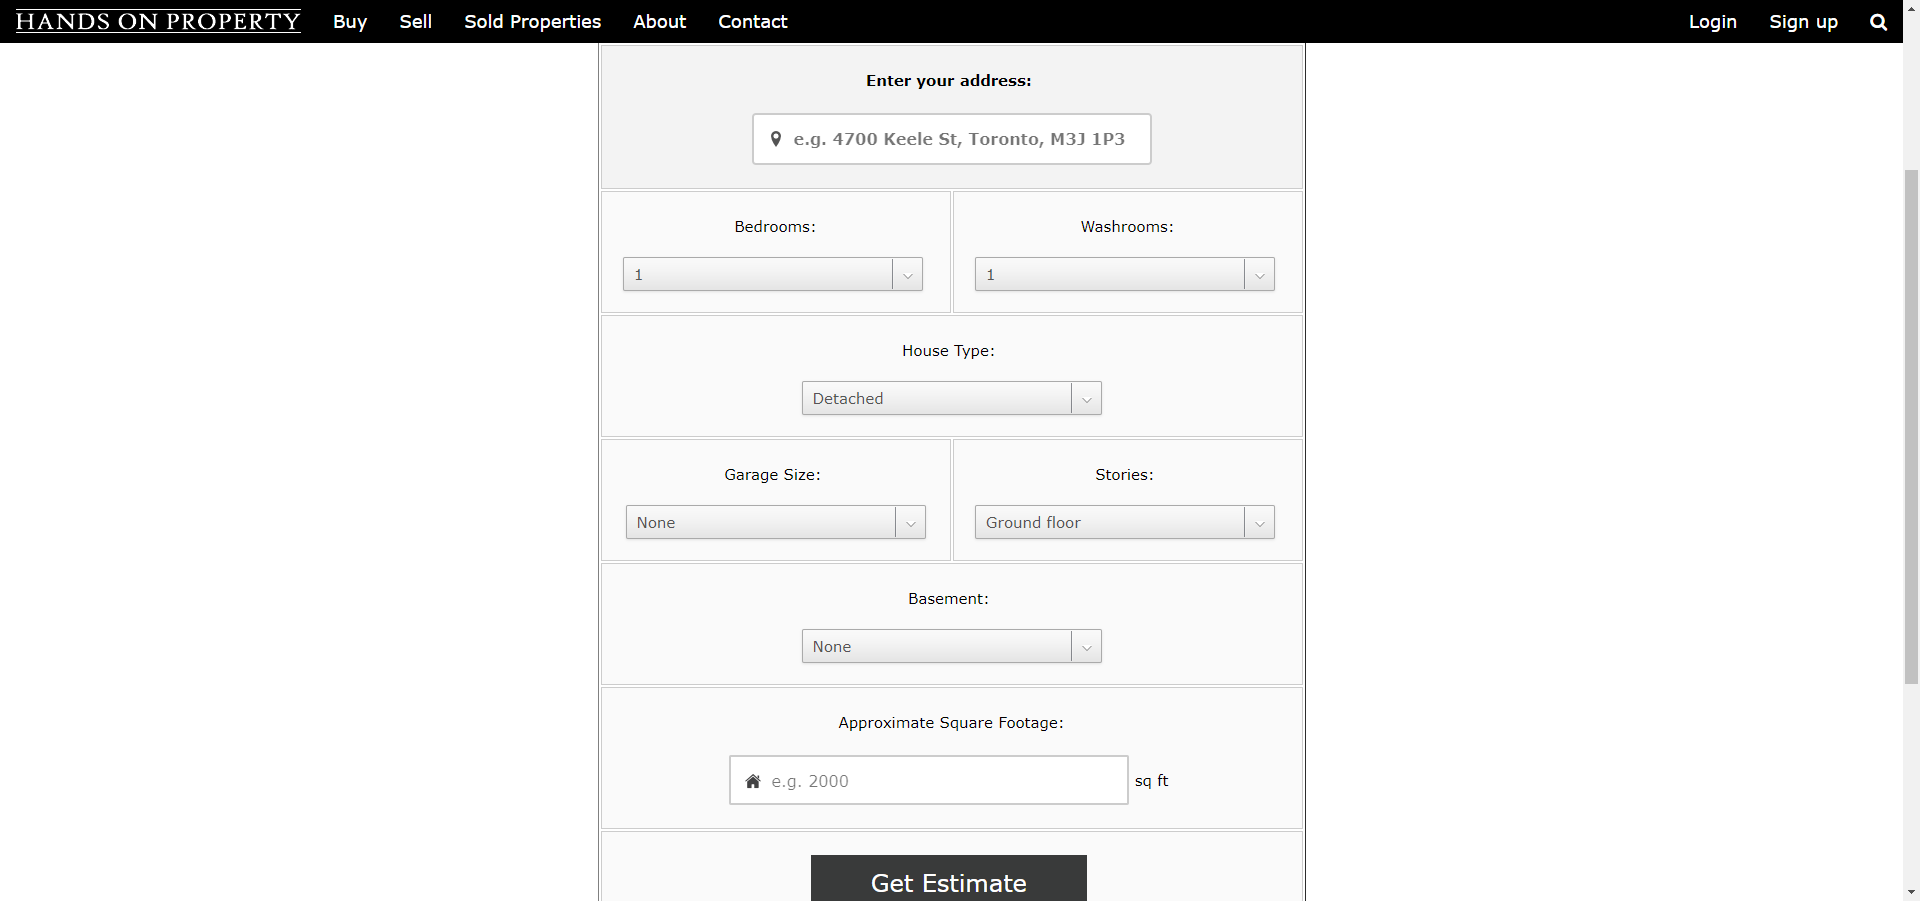 HANDS ON PROPERTY Buy Sell Sold Properties About Contact Login Sign up
Enter your address:
e.g. 4700 Keele St, Toronto, M3J 1P3
Bedrooms: Washrooms:
1 1
House Type:
Detached
Garage Size: Stories:
None Ground floor
Basement:
None
Approximate Square Footage:
e.g. 2000 sq ft
Get Estimate